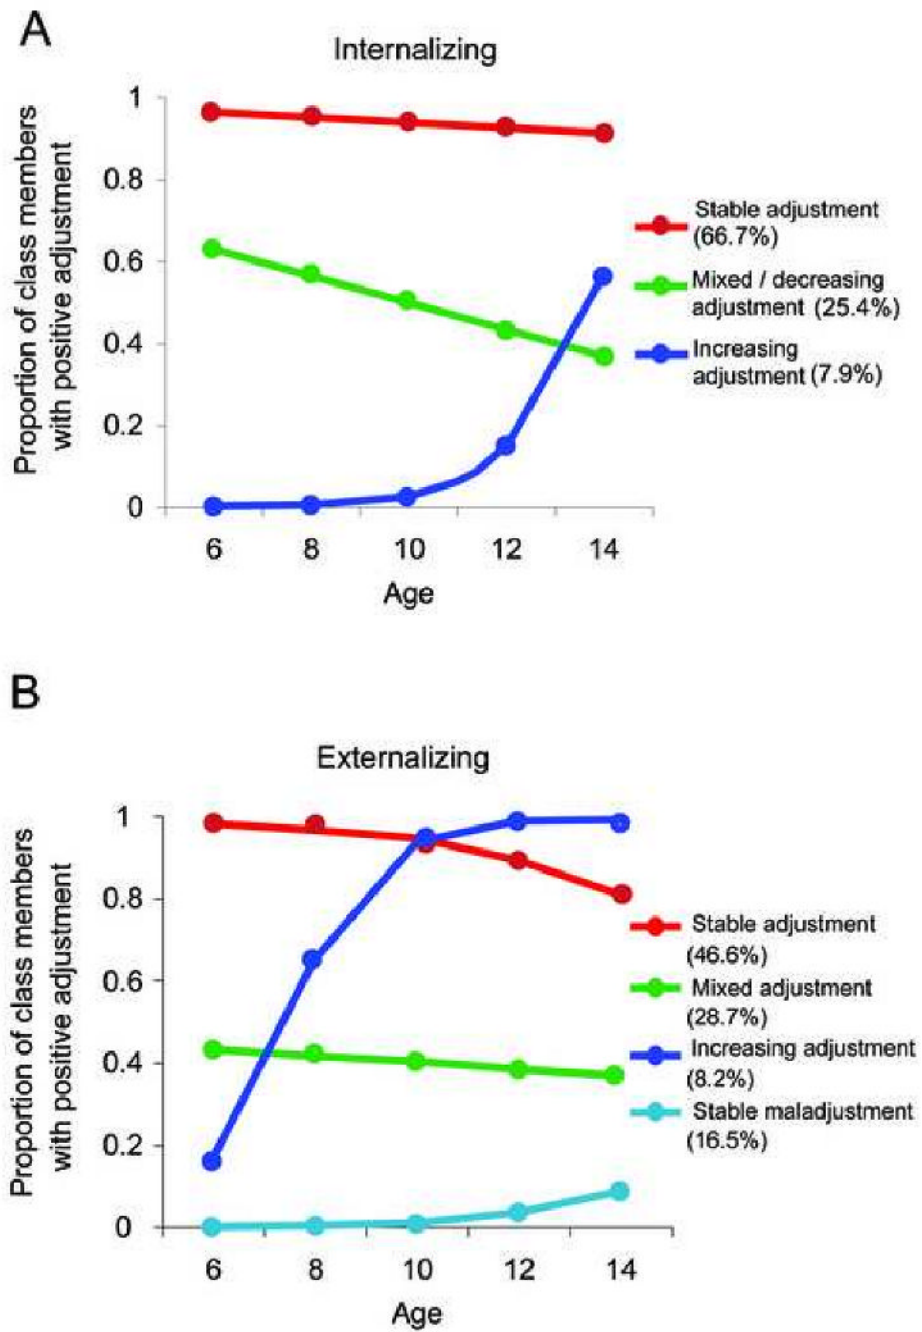 A
Internalizing
Proportion of class members
with positive adjustment
1
0.8
0.6
0.4
0.2
0
6 8 10 12 14
Age
Stable adjustment
(66.7%)
Mixed / decreasing
adjustment (25.4%)
Increasing
adjustment (7.9%)
B
Externalizing
Proportion of class members
with positive adjustment
1
0.8
0.6
0.4
0.2
0
6 8 10 12 14
Age
Stable adjustment
(46.6%)
Mixed adjustment
(28.7%)
Increasing adjustment
(8.2%)
Stable maladjustment
(16.5%)